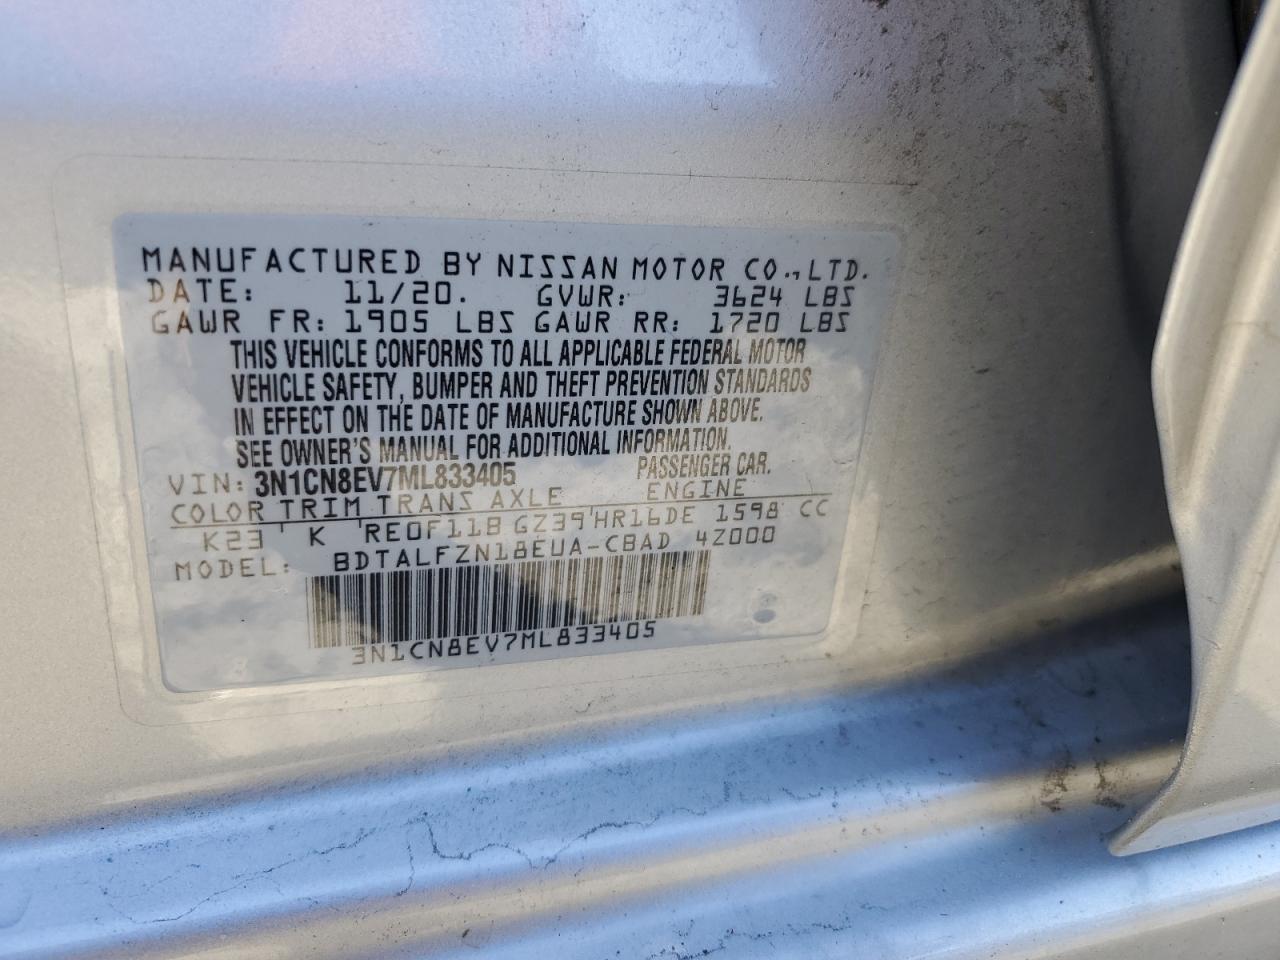 MANUFACTURED BY NISSAN MOTOR CO., LTD.
DATE: 11/20. GVWR: 3624 LBS
GAWR FR: 1905 LBS GAWR RR: 1720 LBS
THIS VEHICLE CONFORMS TO ALL APPLICABLE FEDERAL MOTOR
VEHICLE SAFETY, BUMPER AND THEFT PREVENTION STANDARDS
IN EFFECT ON THE DATE OF MANUFACTURE SHOWN ABOVE.
SEE OWNER'S MANUAL FOR ADDITIONAL INFORMATION.
VIN: 3N1CN8EV7ML833405 PASSENGER CAR.
COLOR TRIM TRANS AXLE ENGINE
K23 K RE0F11B GZ39 HR16DE 1598 CC
MODEL: BDTALFZN18EUA-CBAD 4Z000
3N1CN8EV7ML833405